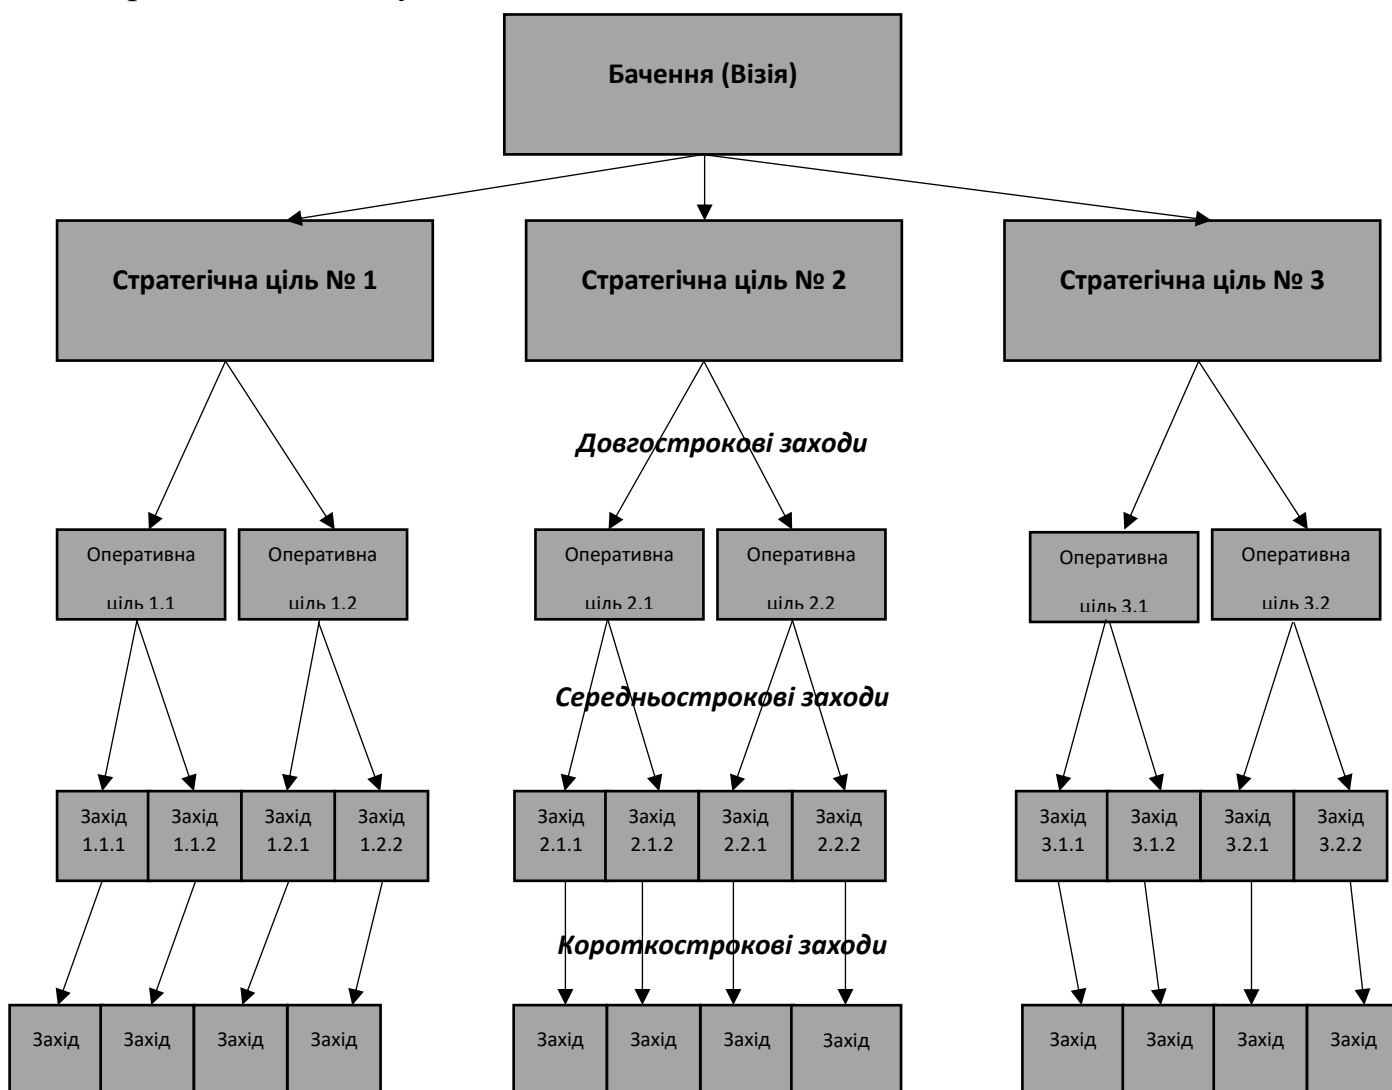 Бачення (Візія)
Стратегічна ціль № 1
Стратегічна ціль № 2
Стратегічна ціль № 3
Довгострокові заходи
Оперативна
ціль 1.1
Оперативна
ціль 1.2
Оперативна
ціль 2.1
Оперативна
ціль 2.2
Оперативна
ціль 3.1
Оперативна
ціль 3.2
Середньострокові заходи
Захід
1.1.1
Захід
1.1.2
Захід
1.2.1
Захід
1.2.2
Захід
2.1.1
Захід
2.1.2
Захід
2.2.1
Захід
2.2.2
Захід
3.1.1
Захід
3.1.2
Захід
3.2.1
Захід
3.2.2
Короткострокові заходи
Захід
Захід
Захід
Захід
Захід
Захід
Захід
Захід
Захід
Захід
Захід
Захід